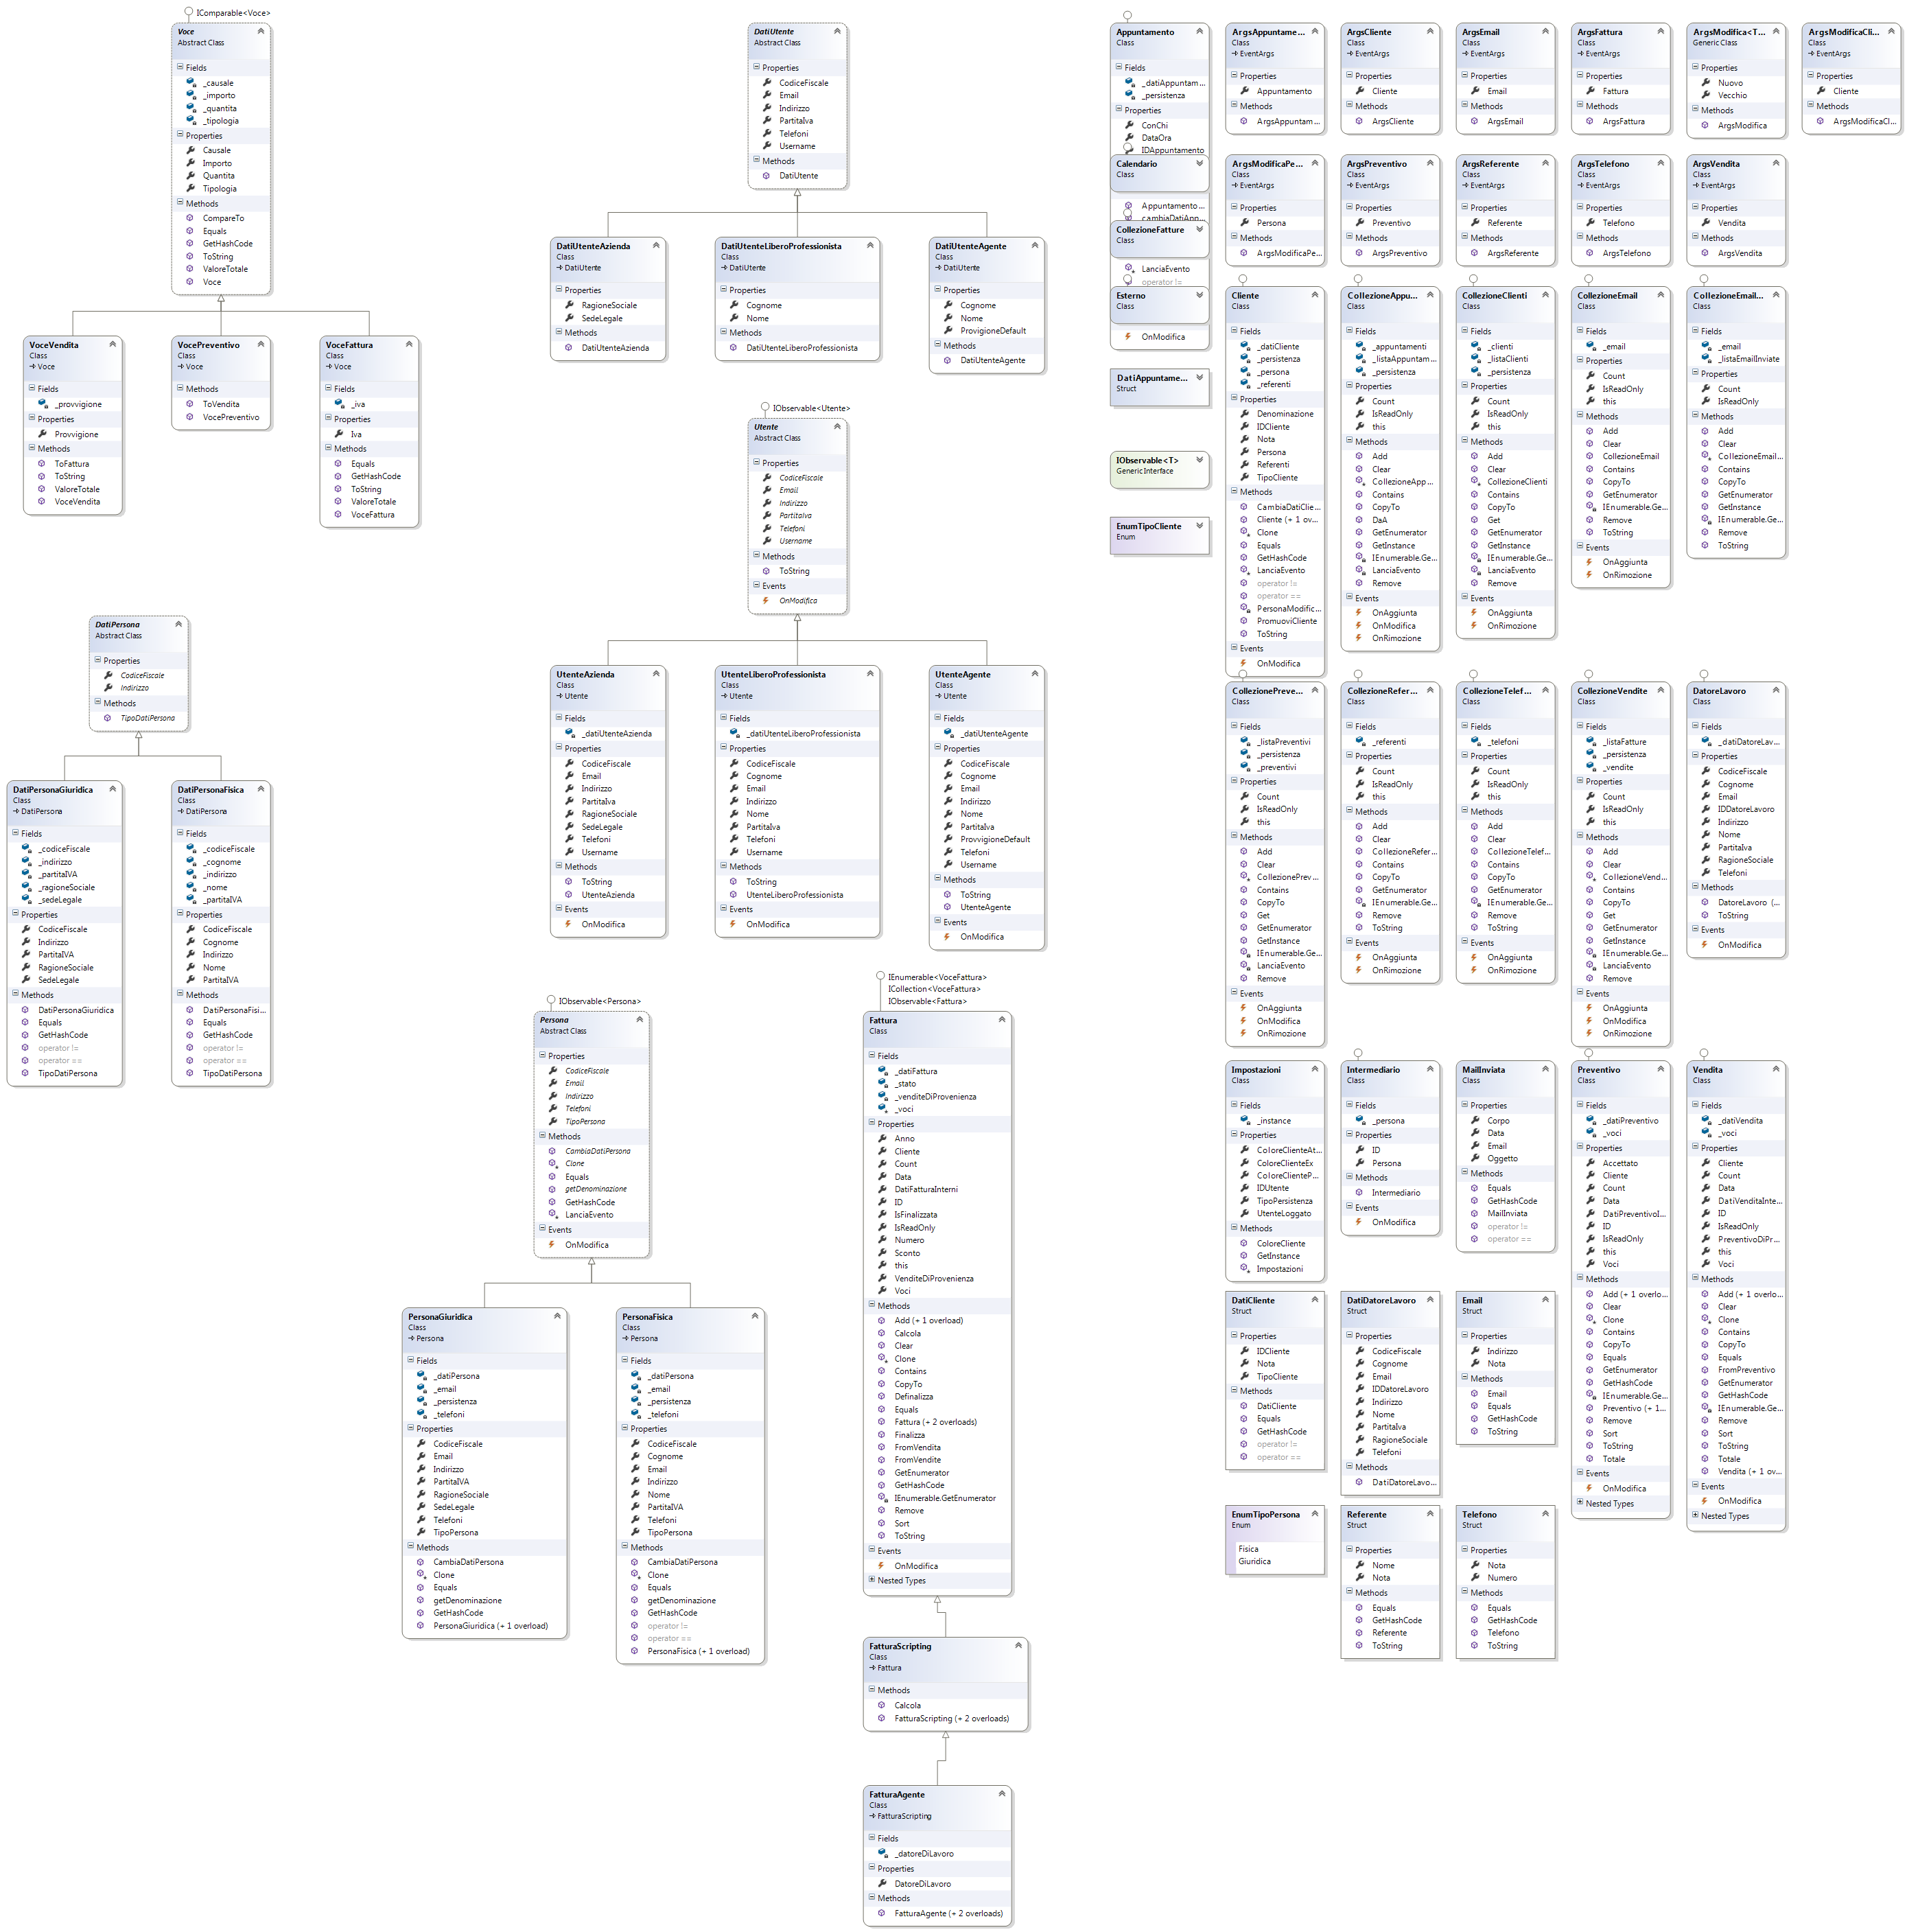 IComparable<Voce>
Voce
Abstract Class
Fields
_causale
_importo
_quantita
_tipologia
Properties
Causale
Importo
Quantita
Tipologia
Methods
CompareTo
Equals
GetHashCode
ToString
ValoreTotale
Voce
VoceVendita
Class
Voce
Fields
_provvigione
Properties
Provvigione
Methods
ToFattura
ToString
ValoreTotale
VoceVendita
VocePreventivo
Class
Voce
Methods
ToVendita
VocePreventivo
VoceFattura
Class
Voce
Fields
_iva
Properties
Iva
Methods
Equals
GetHashCode
ToString
ValoreTotale
VoceFattura
DatiPersona
Abstract Class
Properties
CodiceFiscale
Indirizzo
Methods
TipoDatiPersona
DatiPersonaGiuridica
Class
DatiPersona
Fields
_codiceFiscale
_indirizzo
_partitaIVA
_ragioneSociale
_sedeLegale
Properties
CodiceFiscale
Indirizzo
PartitaIVA
RagioneSociale
SedeLegale
Methods
DatiPersonaGiuridica
Equals
GetHashCode
operator !=
operator ==
TipoDatiPersona
DatiPersonaFisica
Class
DatiPersona
Fields
_codiceFiscale
_cognome
_indirizzo
_nome
_partitaIVA
Properties
CodiceFiscale
Cognome
Indirizzo
Nome
PartitaIVA
Methods
DatiPersonaFisi...
Equals
GetHashCode
operator !=
operator ==
TipoDatiPersona
DatiUtente
Abstract Class
Properties
CodiceFiscale
Email
Indirizzo
PartitaIva
Telefoni
Username
Methods
DatiUtente
DatiUtenteAzienda
Class
DatiUtente
Properties
RagioneSociale
SedeLegale
Methods
DatiUtenteAzienda
DatiUtenteLiberoProfessionista
Class
DatiUtente
Properties
Cognome
Nome
Methods
DatiUtenteLiberoProfessionista
DatiUtenteAgente
Class
DatiUtente
Properties
Cognome
Nome
ProvigioneDefault
Methods
DatiUtenteAgente
IObservable<Utente>
Utente
Abstract Class
Properties
CodiceFiscale
Email
Indirizzo
PartitaIva
Telefoni
Username
Methods
ToString
Events
OnModifica
UtenteAzienda
Class
Utente
Fields
_datiUtenteAzienda
Properties
CodiceFiscale
Email
Indirizzo
PartitaIva
RagioneSociale
SedeLegale
Telefoni
Username
Methods
ToString
UtenteAzienda
Events
OnModifica
UtenteLiberoProfessionista
Class
Utente
Fields
_datiUtenteLiberoProfessionista
Properties
CodiceFiscale
Cognome
Email
Indirizzo
Nome
PartitaIva
Telefoni
Username
Methods
ToString
UtenteLiberoProfessionista
Events
OnModifica
UtenteAgente
Class
Utente
Fields
_datiUtenteAgente
Properties
CodiceFiscale
Cognome
Email
Indirizzo
Nome
PartitaIva
ProvvigioneDefault
Telefoni
Username
Methods
ToString
UtenteAgente
Events
OnModifica
IObservable<Persona>
Persona
Abstract Class
Properties
CodiceFiscale
Email
Indirizzo
Telefoni
TipoPersona
Methods
CambiaDatiPersona
Clone
Equals
getDenominazione
GetHashCode
LanciaEvento
Events
OnModifica
PersonaGiuridica
Class
Persona
Fields
_datiPersona
_email
_persistenza
_telefoni
Properties
CodiceFiscale
Email
Indirizzo
PartitaIVA
RagioneSociale
SedeLegale
Telefoni
TipoPersona
Methods
CambiaDatiPersona
Clone
Equals
getDenominazione
GetHashCode
PersonaGiuridica (+ 1 overload)
PersonaFisica
Class
Persona
Fields
_datiPersona
_email
_persistenza
_telefoni
Properties
CodiceFiscale
Cognome
Email
Indirizzo
Nome
PartitaIVA
Telefoni
TipoPersona
Methods
CambiaDatiPersona
Clone
Equals
getDenominazione
GetHashCode
operator !=
operator ==
PersonaFisica (+ 1 overload)
IEnumerable<VoceFattura>
ICollection<VoceFattura>
IObservable<Fattura>
Fattura
Class
Fields
_datiFattura
_stato
_venditeDiProvenienza
_voci
Properties
Anno
Cliente
Count
Data
DatiFatturaInterni
ID
IsFinalizzata
IsReadOnly
Numero
Sconto
this
VenditeDiProvenienza
Voci
Methods
Add (+ 1 overload)
Calcola
Clear
Clone
Contains
CopyTo
Definalizza
Equals
Fattura (+ 2 overloads)
Finalizza
FromVendita
FromVendite
GetEnumerator
GetHashCode
IEnumerable.GetEnumerator
Remove
Sort
ToString
Events
OnModifica
Nested Types
FatturaScripting
Class
Fattura
Methods
Calcola
FatturaScripting (+ 2 overloads)
FatturaAgente
Class
FatturaScripting
Fields
_datoreDiLavoro
Properties
DatoreDiLavoro
Methods
FatturaAgente (+ 2 overloads)
Appuntamento
Class
Fields
_datiAppuntam...
_persistenza
Properties
ConChi
DataOra
IDAppuntamento
Calendario
Class
Appuntamento...
cambiaDatiApp...
CollezioneFatture
Class
LanciaEvento
operator !=
Esterno
Class
OnModifica
DatiAppuntame...
Struct
IObservable<T>
Generic Interface
EnumTipoCliente
Enum
ArgsAppuntame...
Class
EventArgs
Properties
Appuntamento
Methods
ArgsAppuntam...
ArgsCliente
Class
EventArgs
Properties
Cliente
Methods
ArgsCliente
ArgsEmail
Class
EventArgs
Properties
Email
Methods
ArgsEmail
ArgsFattura
Class
EventArgs
Properties
Fattura
Methods
ArgsFattura
ArgsModifica<T...
Generic Class
Properties
Nuovo
Vecchio
Methods
ArgsModifica
ArgsModificaCli...
Class
EventArgs
Properties
Cliente
Methods
ArgsModificaCl...
ArgsModificaPe...
Class
EventArgs
Properties
Persona
Methods
ArgsModificaPe...
ArgsPreventivo
Class
EventArgs
Properties
Preventivo
Methods
ArgsPreventivo
ArgsReferente
Class
EventArgs
Properties
Referente
Methods
ArgsReferente
ArgsTelefono
Class
EventArgs
Properties
Telefono
Methods
ArgsTelefono
ArgsVendita
Class
EventArgs
Properties
Vendita
Methods
ArgsVendita
Cliente
Class
Fields
_datiCliente
_persistenza
_persona
_referenti
Properties
Denominazione
IDCliente
Nota
Persona
Referenti
TipoCliente
Methods
CambiaDatiClie...
Cliente (+ 1 ov...
Clone
Equals
GetHashCode
LanciaEvento
operator !=
operator ==
PersonaModific...
PromuoviCliente
ToString
Events
OnModifica
CollezioneAppu...
Class
Fields
_appuntamenti
_listaAppuntam...
_persistenza
Properties
Count
IsReadOnly
this
Methods
Add
Clear
CollezioneApp...
Contains
CopyTo
DaA
GetEnumerator
GetInstance
IEnumerable.Ge...
LanciaEvento
Remove
Events
OnAggiunta
OnModifica
OnRimozione
CollezioneClienti
Class
Fields
_clienti
_listaClienti
_persistenza
Properties
Count
IsReadOnly
this
Methods
Add
Clear
CollezioneClienti
Contains
CopyTo
Get
GetEnumerator
GetInstance
IEnumerable.Ge...
LanciaEvento
Remove
Events
OnAggiunta
OnRimozione
CollezioneEmail
Class
Fields
_email
Properties
Count
IsReadOnly
this
Methods
Add
Clear
CollezioneEmail
Contains
CopyTo
GetEnumerator
IEnumerable.Ge...
Remove
ToString
Events
OnAggiunta
OnRimozione
CollezioneEmail...
Class
Fields
_email
_listaEmailInviate
Properties
Count
IsReadOnly
Methods
Add
Clear
CollezioneEmail...
Contains
CopyTo
GetEnumerator
GetInstance
IEnumerable.Ge...
Remove
ToString
CollezionePreve...
Class
Fields
_listaPreventivi
_persistenza
_preventivi
Properties
Count
IsReadOnly
this
Methods
Add
Clear
CollezionePrev...
Contains
CopyTo
Get
GetEnumerator
GetInstance
IEnumerable.Ge...
LanciaEvento
Remove
Events
OnAggiunta
OnModifica
OnRimozione
CollezioneRefer...
Class
Fields
_referenti
Properties
Count
IsReadOnly
this
Methods
Add
Clear
CollezioneRefer...
Contains
CopyTo
GetEnumerator
IEnumerable.Ge...
Remove
ToString
Events
OnAggiunta
OnRimozione
CollezioneTelef...
Class
Fields
_telefoni
Properties
Count
IsReadOnly
this
Methods
Add
Clear
CollezioneTelef...
Contains
CopyTo
GetEnumerator
IEnumerable.Ge...
Remove
ToString
Events
OnAggiunta
OnRimozione
CollezioneVendite
Class
Fields
_listaFatture
_persistenza
_vendite
Properties
Count
IsReadOnly
this
Methods
Add
Clear
CollezioneVend...
Contains
CopyTo
Get
GetEnumerator
GetInstance
IEnumerable.Ge...
LanciaEvento
Remove
Events
OnAggiunta
OnModifica
OnRimozione
DatoreLavoro
Class
Fields
_datiDatoreLav...
Properties
CodiceFiscale
Cognome
Email
IDDatoreLavoro
Indirizzo
Nome
PartitaIva
RagioneSociale
Telefoni
Methods
DatoreLavoro (...
ToString
Events
OnModifica
Impostazioni
Class
Fields
_instance
Properties
ColoreClienteAt...
ColoreClienteEx
ColoreClienteP...
IDUtente
TipoPersistenza
UtenteLoggato
Methods
ColoreCliente
GetInstance
Impostazioni
Intermediario
Class
Fields
_persona
Properties
ID
Persona
Methods
Intermediario
Events
OnModifica
MailInviata
Class
Properties
Corpo
Data
Email
Oggetto
Methods
Equals
GetHashCode
MailInviata
operator !=
operator ==
Preventivo
Class
Fields
_datiPreventivo
_voci
Properties
Accettato
Cliente
Count
Data
DatiPreventivoI...
ID
IsReadOnly
this
Voci
Methods
Add (+ 1 overlo...
Clear
Clone
Contains
CopyTo
Equals
GetEnumerator
GetHashCode
IEnumerable.Ge...
Preventivo (+ 1...
Remove
Sort
ToString
Totale
Events
OnModifica
Nested Types
Vendita
Class
Fields
_datiVendita
_voci
Properties
Cliente
Count
Data
DatiVenditaInte...
ID
IsReadOnly
PreventivoDiPr...
this
Voci
Methods
Add (+ 1 overlo...
Clear
Clone
Contains
CopyTo
Equals
FromPreventivo
GetEnumerator
GetHashCode
IEnumerable.Ge...
Remove
Sort
ToString
Totale
Vendita (+ 1 ov...
Events
OnModifica
Nested Types
DatiCliente
Struct
Properties
IDCliente
Nota
TipoCliente
Methods
DatiCliente
Equals
GetHashCode
operator !=
operator ==
DatiDatoreLavoro
Struct
Properties
CodiceFiscale
Cognome
Email
IDDatoreLavoro
Indirizzo
Nome
PartitaIva
RagioneSociale
Telefoni
Methods
DatiDatoreLavo...
Email
Struct
Properties
Indirizzo
Nota
Methods
Email
Equals
GetHashCode
ToString
EnumTipoPersona
Enum
Fisica
Giuridica
Referente
Struct
Properties
Nome
Nota
Methods
Equals
GetHashCode
Referente
ToString
Telefono
Struct
Properties
Nota
Numero
Methods
Equals
GetHashCode
Telefono
ToString